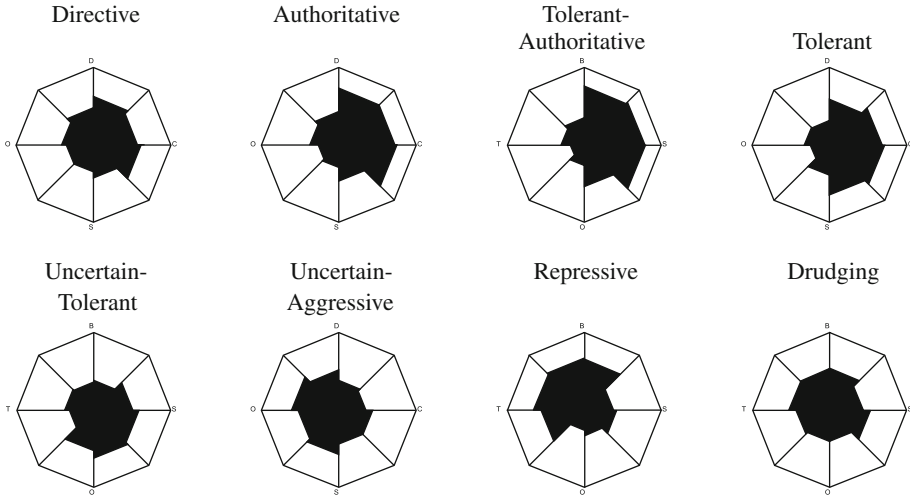 Directive
Authoritative
Tolerant-
Authoritative
Tolerant
D
O
C
S
D
O
C
S
B
T
S
O
D
O
S
Uncertain-
Tolerant
Uncertain-
Aggressive
Repressive
Drudging
B
T
S
O
D
O
C
S
B
T
S
O
B
T
S
O